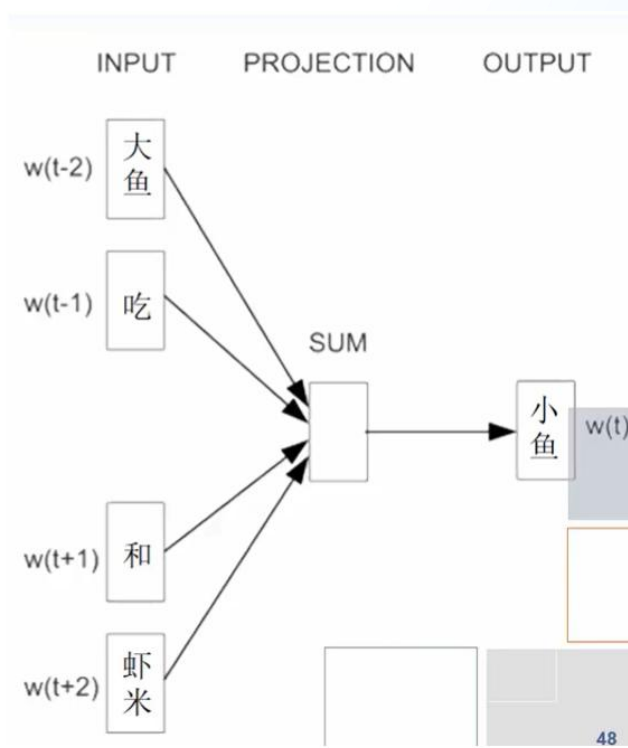 INPUT PROJECTION OUTPUT
w(t-2)
大
鱼
w(t-1)
吃
SUM
小
鱼
w(t)
w(t+1)
和
w(t+2)
虾
米
48